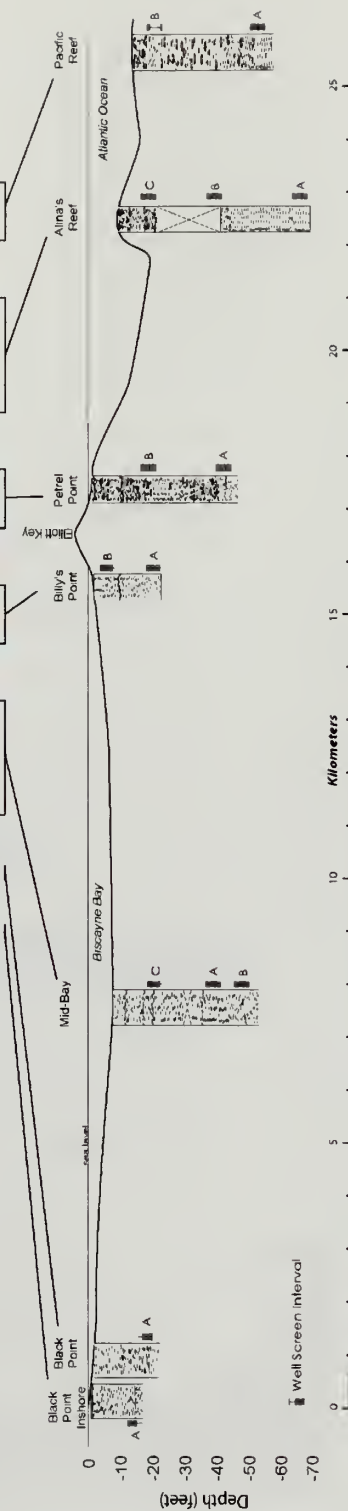 Black
Point
Inshore
Black
Point
Mid-Bay
Billy's
Point
Elliott Key
Petrel
Point
Alina's
Reef
Pacific
Reef
sea level
Biscayne Bay
Atlantic Ocean
A
A
C
A
B
B
A
B
A
C
B
A
B
A
Depth (feet)
0
-10
-20
-30
-40
-50
-60
-70
Well Screen Interval
0
5
10
15
20
25
Kilometers